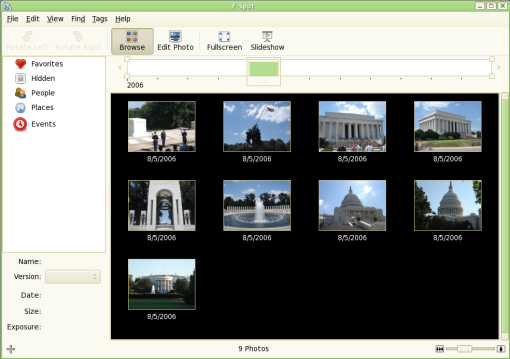 F-Spot
File Edit View Find Tags Help
Rotate Left Rotate Right Browse Edit Photo Fullscreen Slideshow
Favorites
Hidden
People
Places
Events
2006
8/5/2006 8/5/2006 8/5/2006 8/5/2006
8/5/2006 8/5/2006 8/5/2006 8/5/2006
8/5/2006
Name:
Version:
Date:
Size:
Exposure:
9 Photos